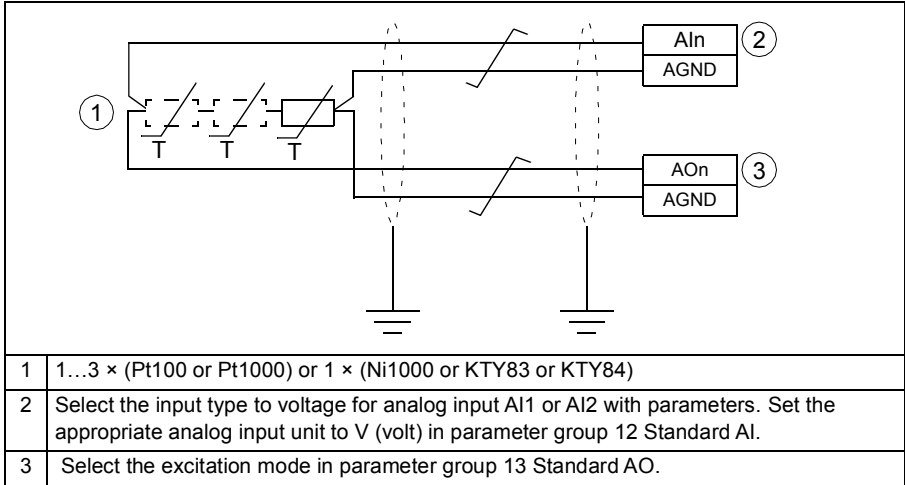 AIn
2
AGND
1
T
T
T
AOn
3
AGND
1 1…3 × (Pt100 or Pt1000) or 1 × (Ni1000 or KTY83 or KTY84)
2 Select the input type to voltage for analog input AI1 or AI2 with parameters. Set the
appropriate analog input unit to V (volt) in parameter group 12 Standard AI.
3 Select the excitation mode in parameter group 13 Standard AO.